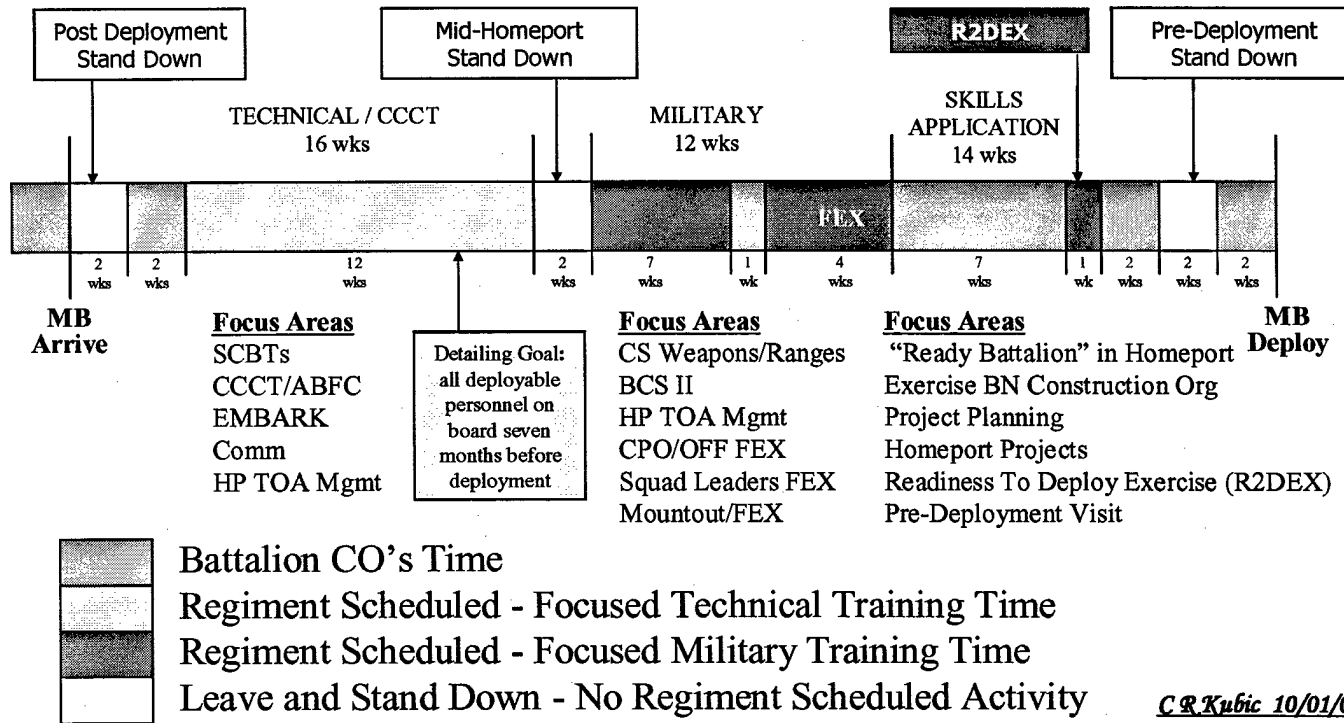 Post Deployment
Stand Down
Mid-Homeport
Stand Down
R2DEX
Pre-Deployment
Stand Down
TECHNICAL / CCCT
16 wks
MILITARY
12 wks
SKILLS
APPLICATION
14 wks
FEX
2
wks
2
wks
12
wks
2
wks
7
wks
1
wk
4
wks
7
wks
1
wk
2
wks
2
wks
2
wks
MB
Arrive
MB
Deploy
Focus Areas
SCBTs
CCCT/ABFC
EMBARK
Comm
HP TOA Mgmt
Detailing Goal:
all deployable
personnel on
board seven
months before
deployment
Focus Areas
CS Weapons/Ranges
BCS II
HP TOA Mgmt
CPO/OFF FEX
Squad Leaders FEX
Mountout/FEX
Focus Areas
“Ready Battalion” in Homeport
Exercise BN Construction Org
Project Planning
Homeport Projects
Readiness To Deploy Exercise (R2DEX)
Pre-Deployment Visit
Battalion CO's Time
Regiment Scheduled - Focused Technical Training Time
Regiment Scheduled - Focused Military Training Time
Leave and Stand Down - No Regiment Scheduled Activity
C R Kubic